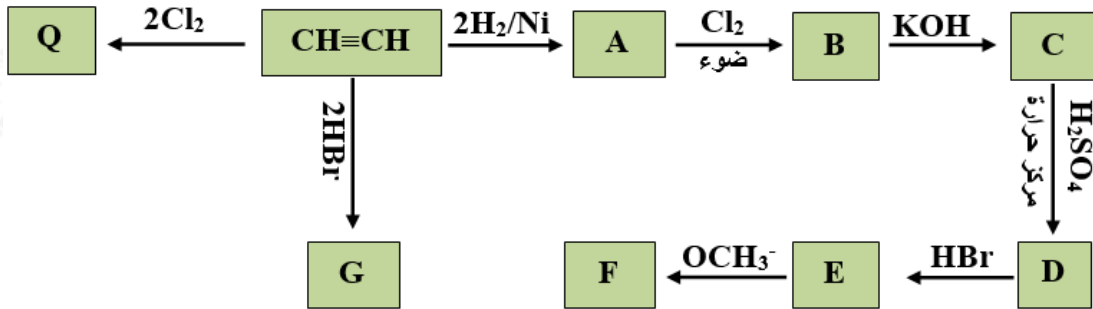 Q
2Cl₂
CH≡CH
2H₂/Ni
A
Cl₂
ضوء
B
KOH
C
2HBr
H₂SO₄
مركز حرارة
G
F
OCH₃⁻
E
HBr
D